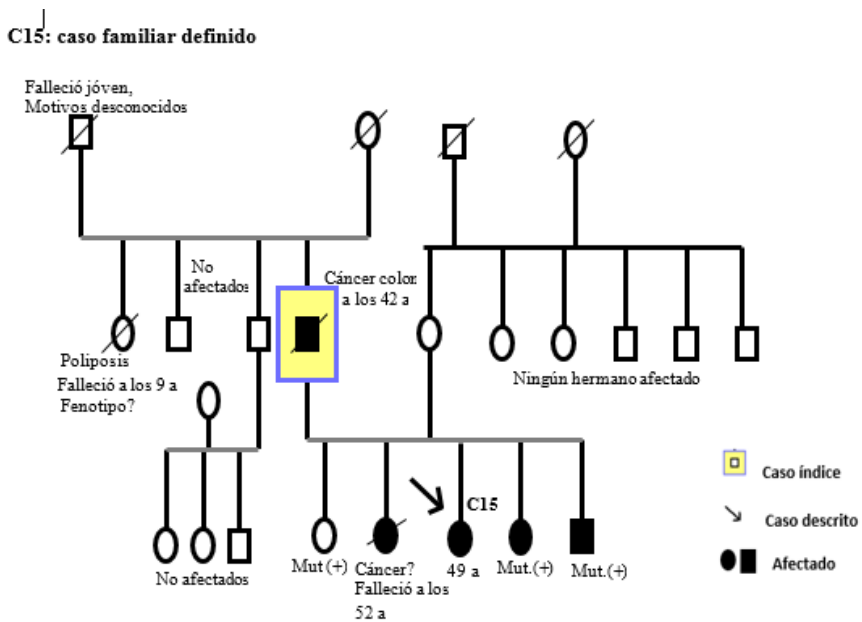 C15: caso familiar definido
Falleció jóven,
Motivos desconocidos
No
afectados
Cáncer colon
a los 42 a
Poliposis
Falleció a los 9 a
Fenotipo?
Ningún hermano afectado
Caso índice
Caso descrito
Afectado
C15
No afectados
Mut (+)
Cáncer?
Falleció a los
52 a
49 a
Mut.(+)
Mut.(+)